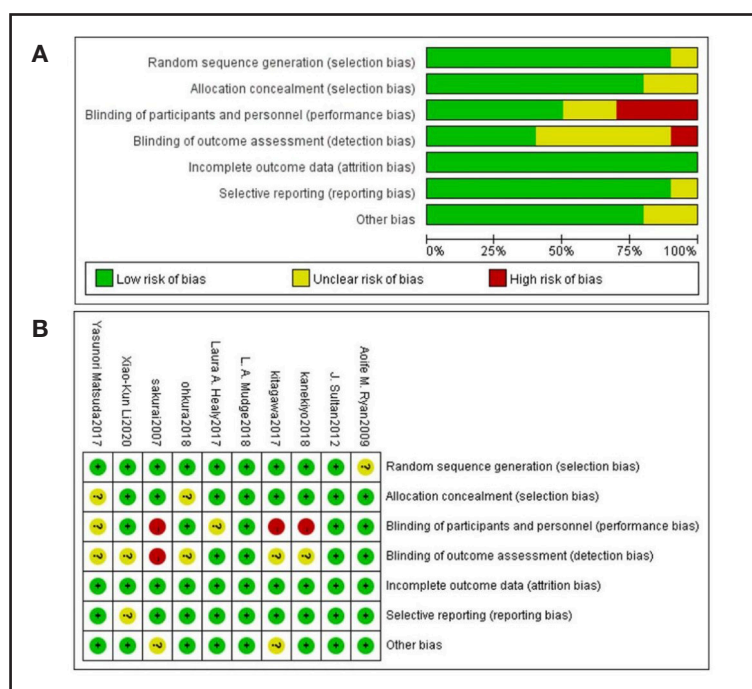 A
Random sequence generation (selection bias)
Allocation concealment (selection bias)
Blinding of participants and personnel (performance bias)
Blinding of outcome assessment (detection bias)
Incomplete outcome data (attrition bias)
Selective reporting (reporting bias)
Other bias
0% 25% 50% 75% 100%
Low risk of bias Unclear risk of bias High risk of bias
B
Yasunori Matsuda2017
Xiao-Kun Li2020
sakurai2007
ohkura2018
Laura A. Healy2017
L. A. Mudge2018
kitagawa2017
kanekiyo2018
J. Sultan2012
Aoife M. Ryan2009
+ + + + + + + + + ? Random sequence generation (selection bias)
? + + ? + + + + + + Allocation concealment (selection bias)
? + - + ? + - - + + Blinding of participants and personnel (performance bias)
? ? - ? + + ? ? + + Blinding of outcome assessment (detection bias)
+ + + + + + + + + + Incomplete outcome data (attrition bias)
+ ? + + + + + + + + Selective reporting (reporting bias)
+ + ? + + + ? + + + Other bias